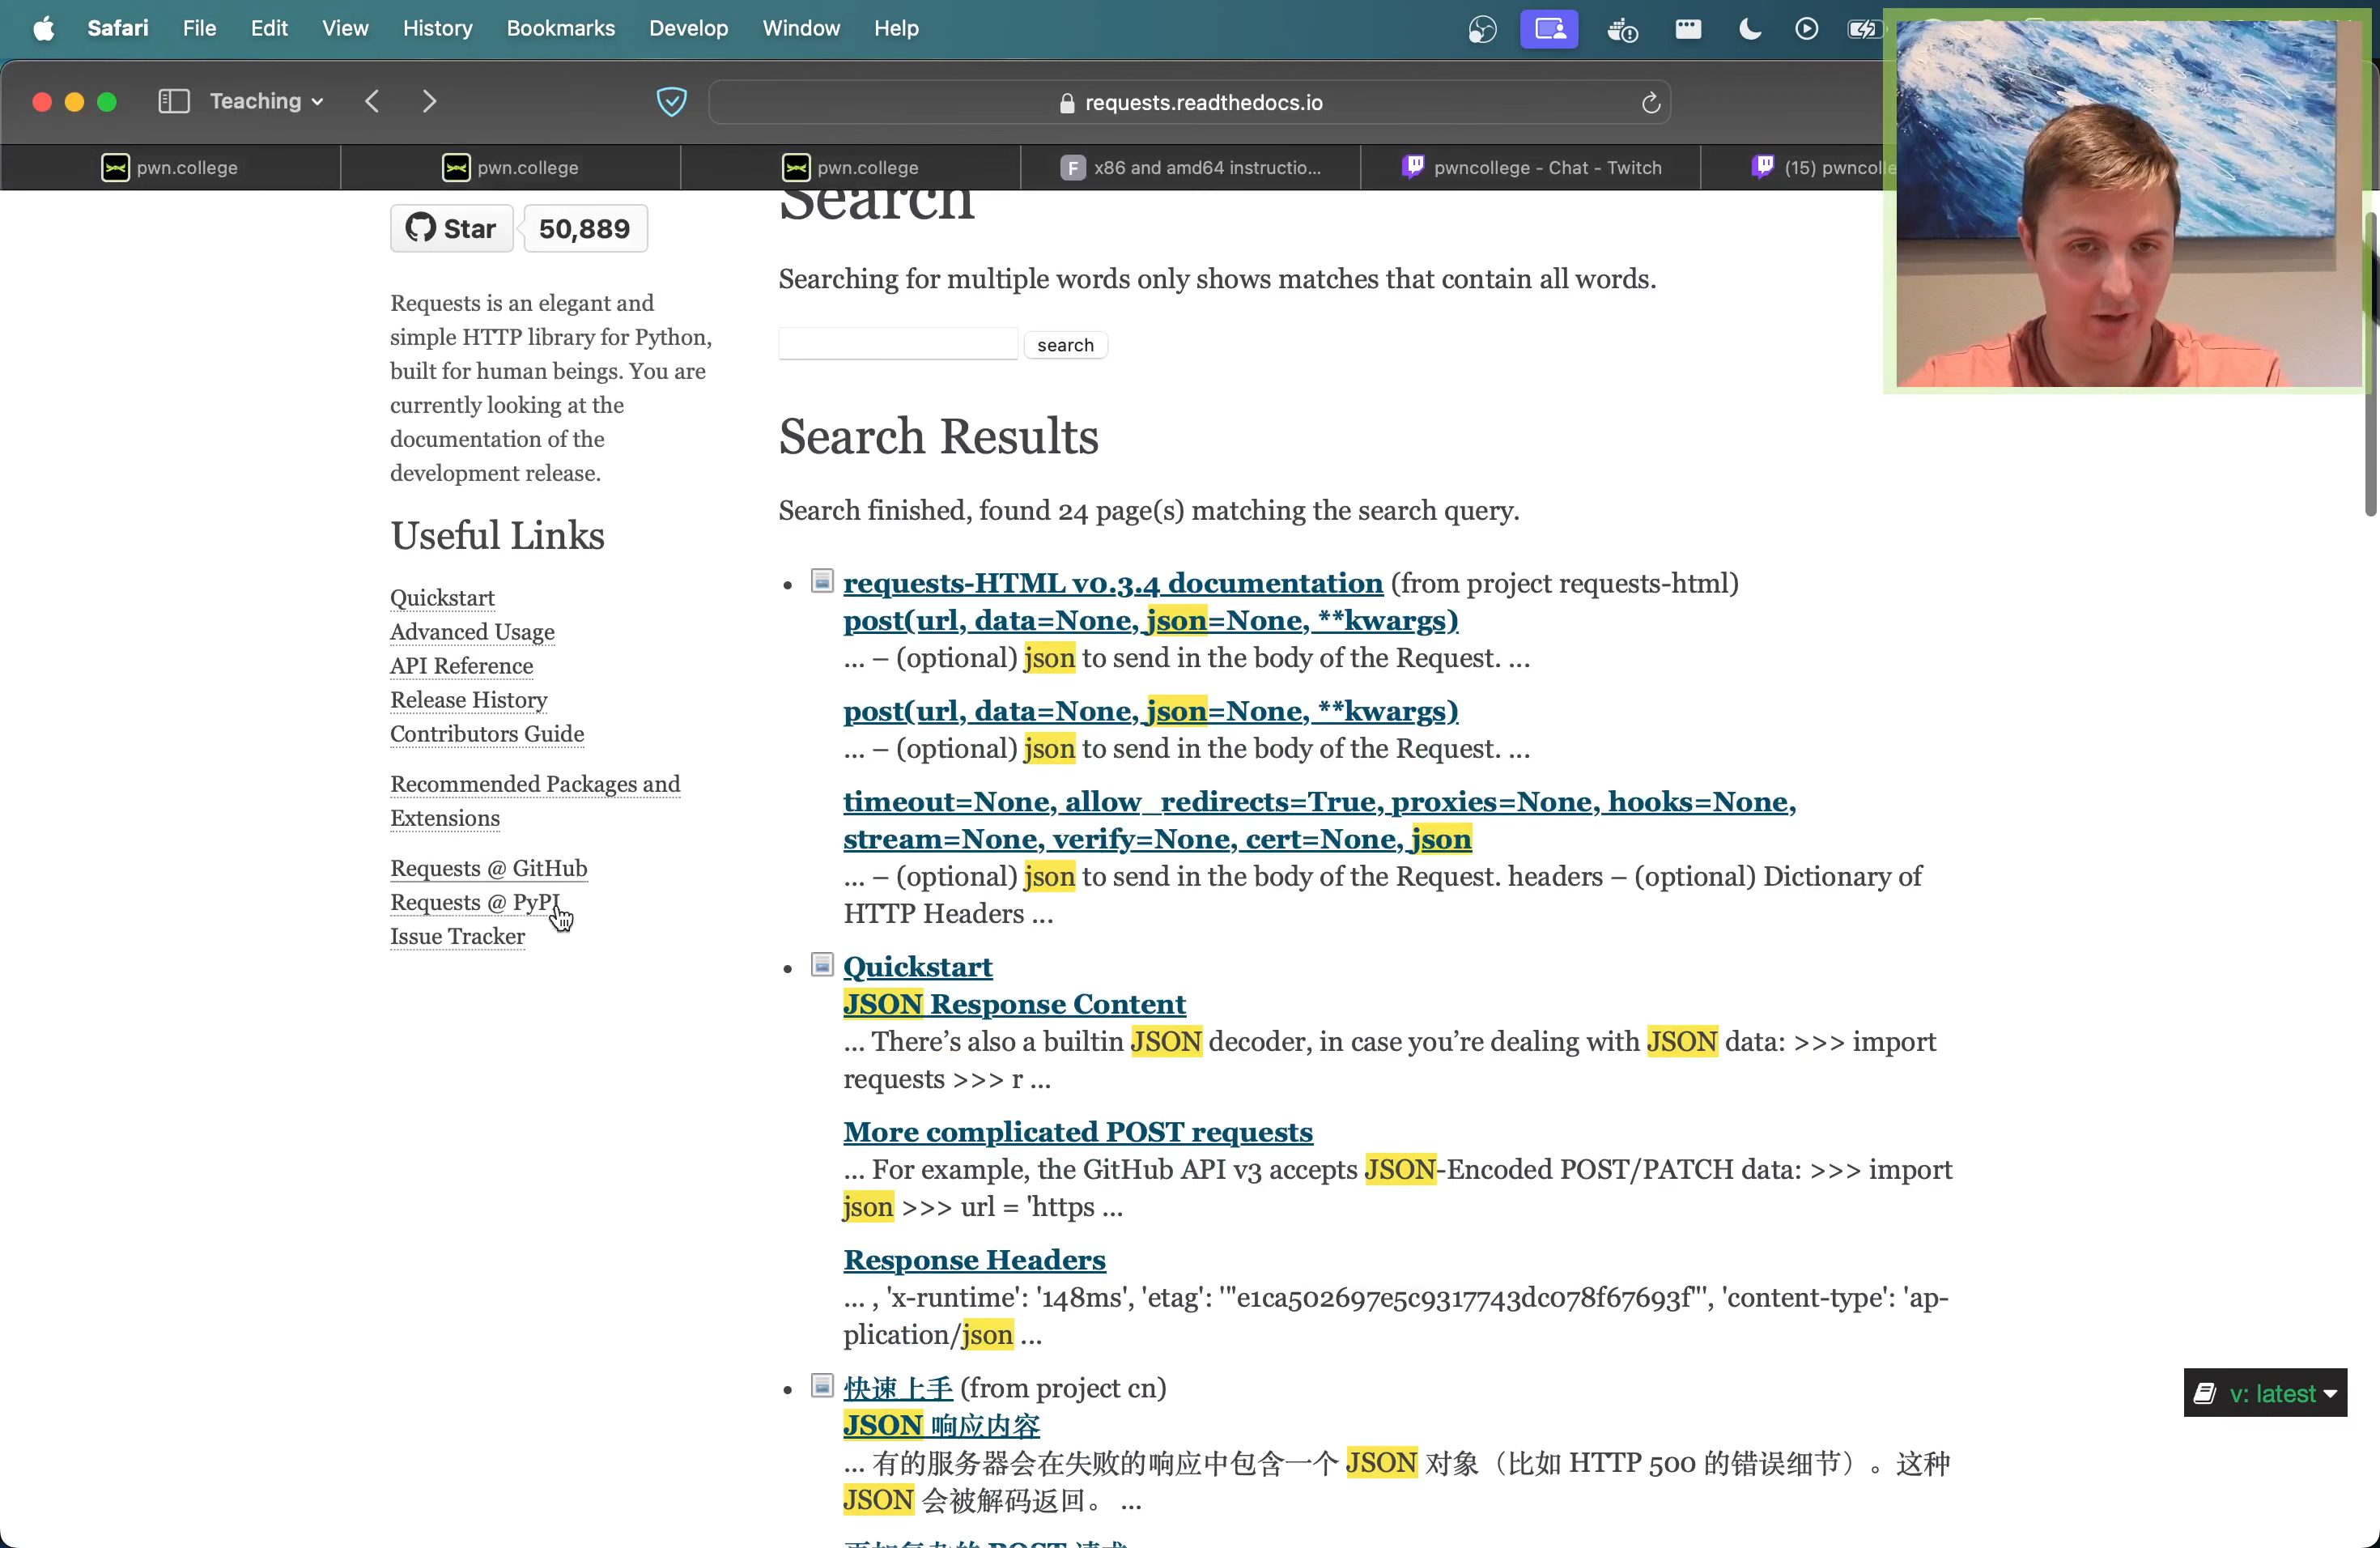 Safari File Edit View History Bookmarks Develop Window Help
Teaching
requests.readthedocs.io
pwn.college
pwn.college
pwn.college
F x86 and amd64 instructio...
pwncollege - Chat - Twitch
(15) pwncolle
Star 50,889
Requests is an elegant and
simple HTTP library for Python,
built for human beings. You are
currently looking at the
documentation of the
development release.
Useful Links
Quickstart
Advanced Usage
API Reference
Release History
Contributors Guide
Recommended Packages and
Extensions
Requests @ GitHub
Requests @ PyPI
Issue Tracker
Search
Searching for multiple words only shows matches that contain all words.
search
Search Results
Search finished, found 24 page(s) matching the search query.
• requests-HTML v0.3.4 documentation (from project requests-html)
post(url, data=None, json=None, **kwargs)
... – (optional) json to send in the body of the Request. ...
post(url, data=None, json=None, **kwargs)
... – (optional) json to send in the body of the Request. ...
timeout=None, allow_redirects=True, proxies=None, hooks=None,
stream=None, verify=None, cert=None, json
... – (optional) json to send in the body of the Request. headers – (optional) Dictionary of
HTTP Headers ...
• Quickstart
JSON Response Content
... There’s also a builtin JSON decoder, in case you’re dealing with JSON data: >>> import
requests >>> r ...
More complicated POST requests
... For example, the GitHub API v3 accepts JSON-Encoded POST/PATCH data: >>> import
json >>> url = 'https ...
Response Headers
... , 'x-runtime': '148ms', 'etag': '"e1ca502697e5c9317743dc078f67693f"', 'content-type': 'ap-
plication/json ...
• 快速上手 (from project cn)
JSON 响应内容
... 有的服务器会在失败的响应中包含一个 JSON 对象（比如 HTTP 500 的错误细节）。这种
JSON 会被解码返回。 ...
更加复杂的 POST 请求
v: latest